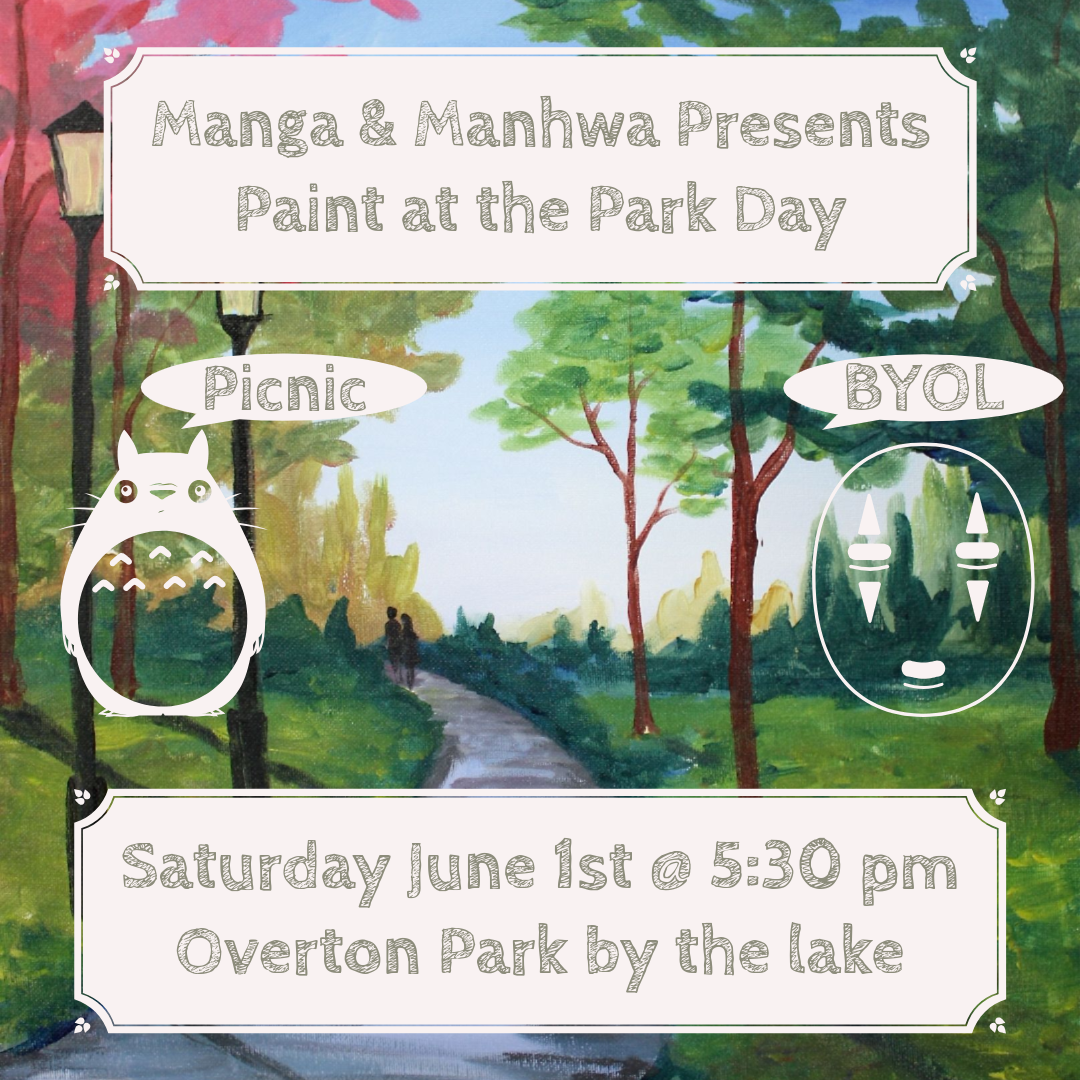 Manga & Manhwa Presents
Paint at the Park Day
Picnic
BYOL
Saturday June 1st @ 5:30 pm
Overton Park by the lake